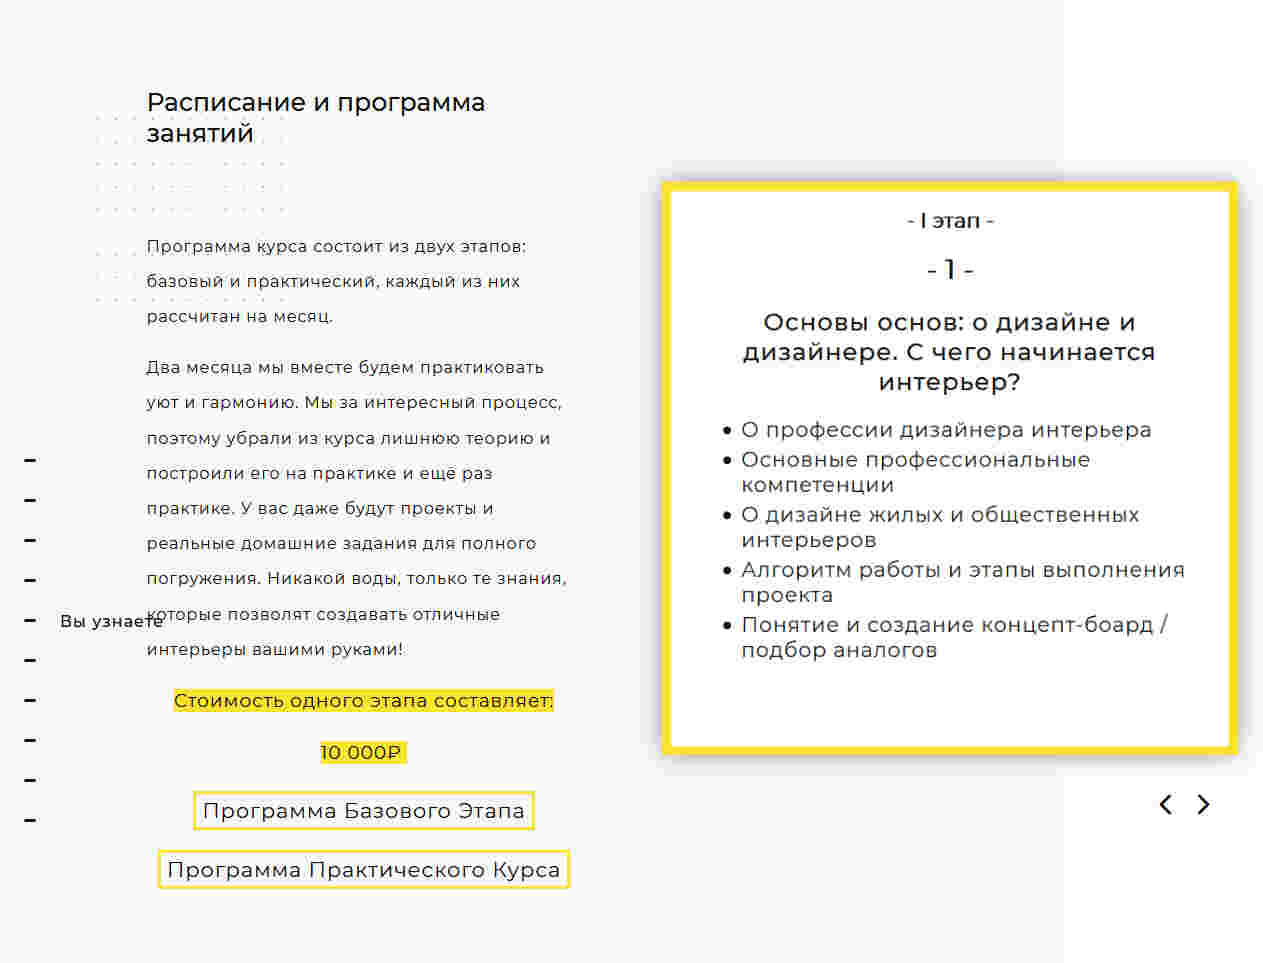 Расписание и программа
занятий
Программа курса состоит из двух этапов:
базовый и практический, каждый из них
рассчитан на месяц.
Два месяца мы вместе будем практиковать
уют и гармонию. Мы за интересный процесс,
поэтому убрали из курса лишнюю теорию и
построили его на практике и ещё раз
практике. У вас даже будут проекты и
реальные домашние задания для полного
погружения. Никакой воды, только те знания,
которые позволят создавать отличные
интерьеры вашими руками!
Вы узнаете
Стоимость одного этапа составляет:
10 000₽
Программа Базового Этапа
Программа Практического Курса
- I этап -
- 1 -
Основы основ: о дизайне и
дизайнере. С чего начинается
интерьер?
• О профессии дизайнера интерьера
• Основные профессиональные
компетенции
• О дизайне жилых и общественных
интерьеров
• Алгоритм работы и этапы выполнения
проекта
• Понятие и создание концепт-боард /
подбор аналогов